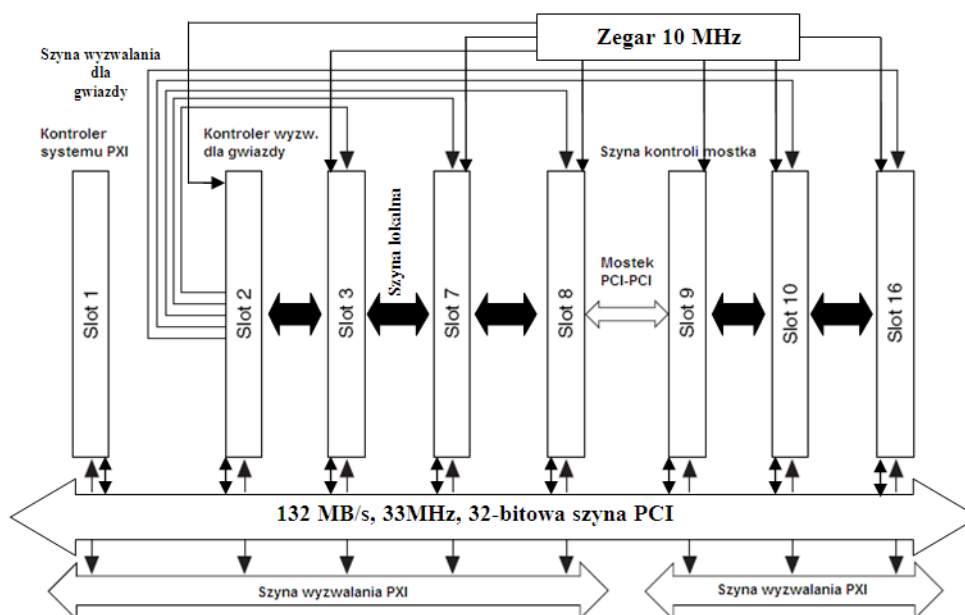 Zegar 10 MHz
Szyna wyzwalania
dla
gwiazdy
Kontroler
systemu PXI
Kontroler wyzw.
dla gwiazdy
Szyna kontroli mostka
Szyna lokalna
Mostek
PCI-PCI
Slot 1
Slot 2
Slot 3
Slot 7
Slot 8
Slot 9
Slot 10
Slot 16
132 MB/s, 33MHz, 32-bitowa szyna PCI
Szyna wyzwalania PXI
Szyna wyzwalania PXI